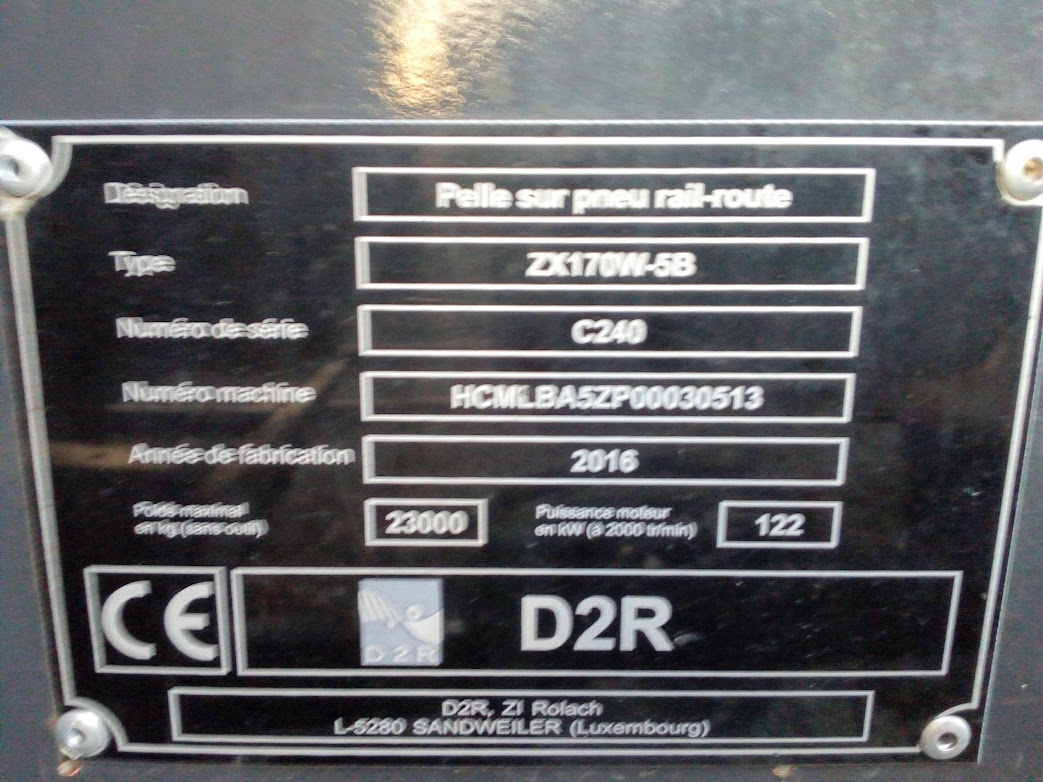 Désignation Pelle sur pneu rail-route
Type ZX170W-5B
Numéro de série C240
Numéro machine HCMLBA5ZP00030513
Année de fabrication 2016
Poids maximal
en kg (sans outil) 23000
Puissance moteur
en kW (à 2000 tr/min) 122
CE
D2R
D2R
D2R, ZI Rolach
L-5280 SANDWEILER (Luxembourg)